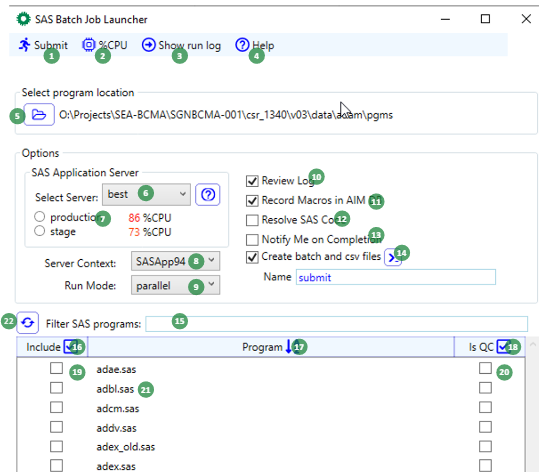 SAS Batch Job Launcher
Submit %CPU Show run log Help
1 2 3 4
Select program location
5 O:\Projects\SEA-BCMA\SGNBCMA-001\csr_1340\v03\data\adam\pgms
Options
SAS Application Server
Select Server: best 6
production 7 86 %CPU
stage 73 %CPU
Server Context: SASApp94 8
Run Mode: parallel 9
Review Log 10
Record Macros in AIM 11
Resolve SAS 12
Notify Me on Completion 13
Create batch and csv files 14
Name submit
22 Filter SAS programs: 15
Include 16 Program 17 Is QC 18
19 adae.sas 20
adbl.sas 21
adcm.sas
addv.sas
adex_old.sas
adex.sas